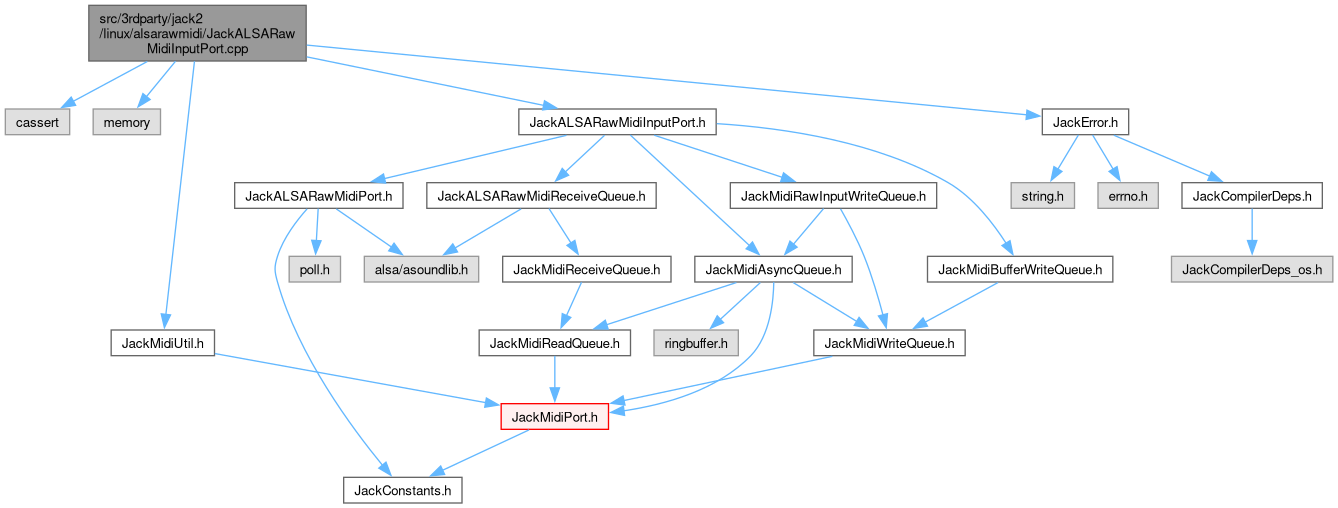 src/3rdparty/jack2
/linux/alsarawmidi/JackALSARaw
MidiInputPort.cpp
cassert
memory
JackALSARawMidiInputPort.h
JackError.h
JackALSARawMidiPort.h
JackALSARawMidiReceiveQueue.h
JackMidiRawInputWriteQueue.h
string.h
errno.h
JackCompilerDeps.h
poll.h
alsa/asoundlib.h
JackMidiReceiveQueue.h
JackMidiAsyncQueue.h
JackMidiBufferWriteQueue.h
JackCompilerDeps_os.h
JackMidiUtil.h
JackMidiReadQueue.h
ringbuffer.h
JackMidiWriteQueue.h
JackMidiPort.h
JackConstants.h